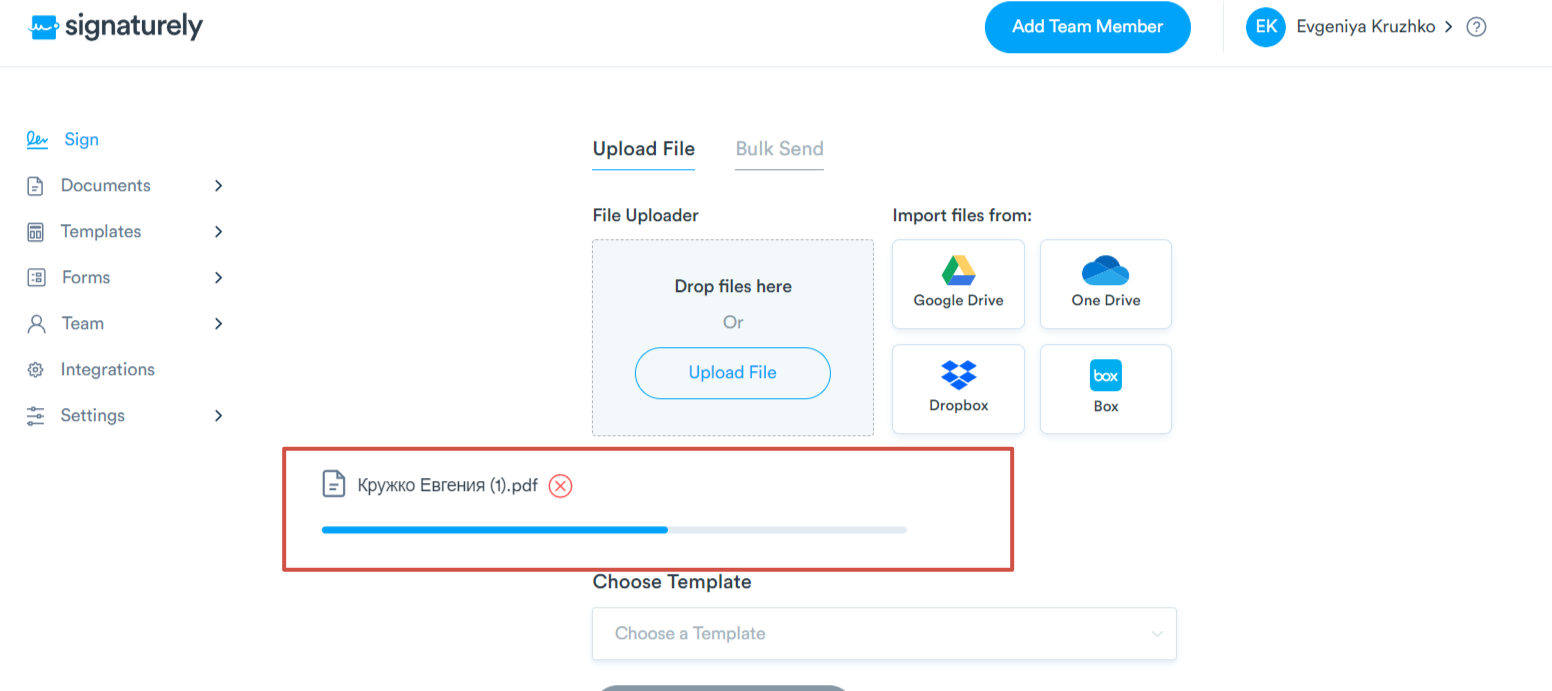 signaturely
Add Team Member
EK
Evgeniya Kruzhko
?
Sign
Documents
Templates
Forms
Team
Integrations
Settings
Upload File
Bulk Send
File Uploader
Drop files here
Or
Upload File
Import files from:
Google Drive
One Drive
Dropbox
box
Box
Кружко Евгения (1).pdf
Choose Template
Choose a Template